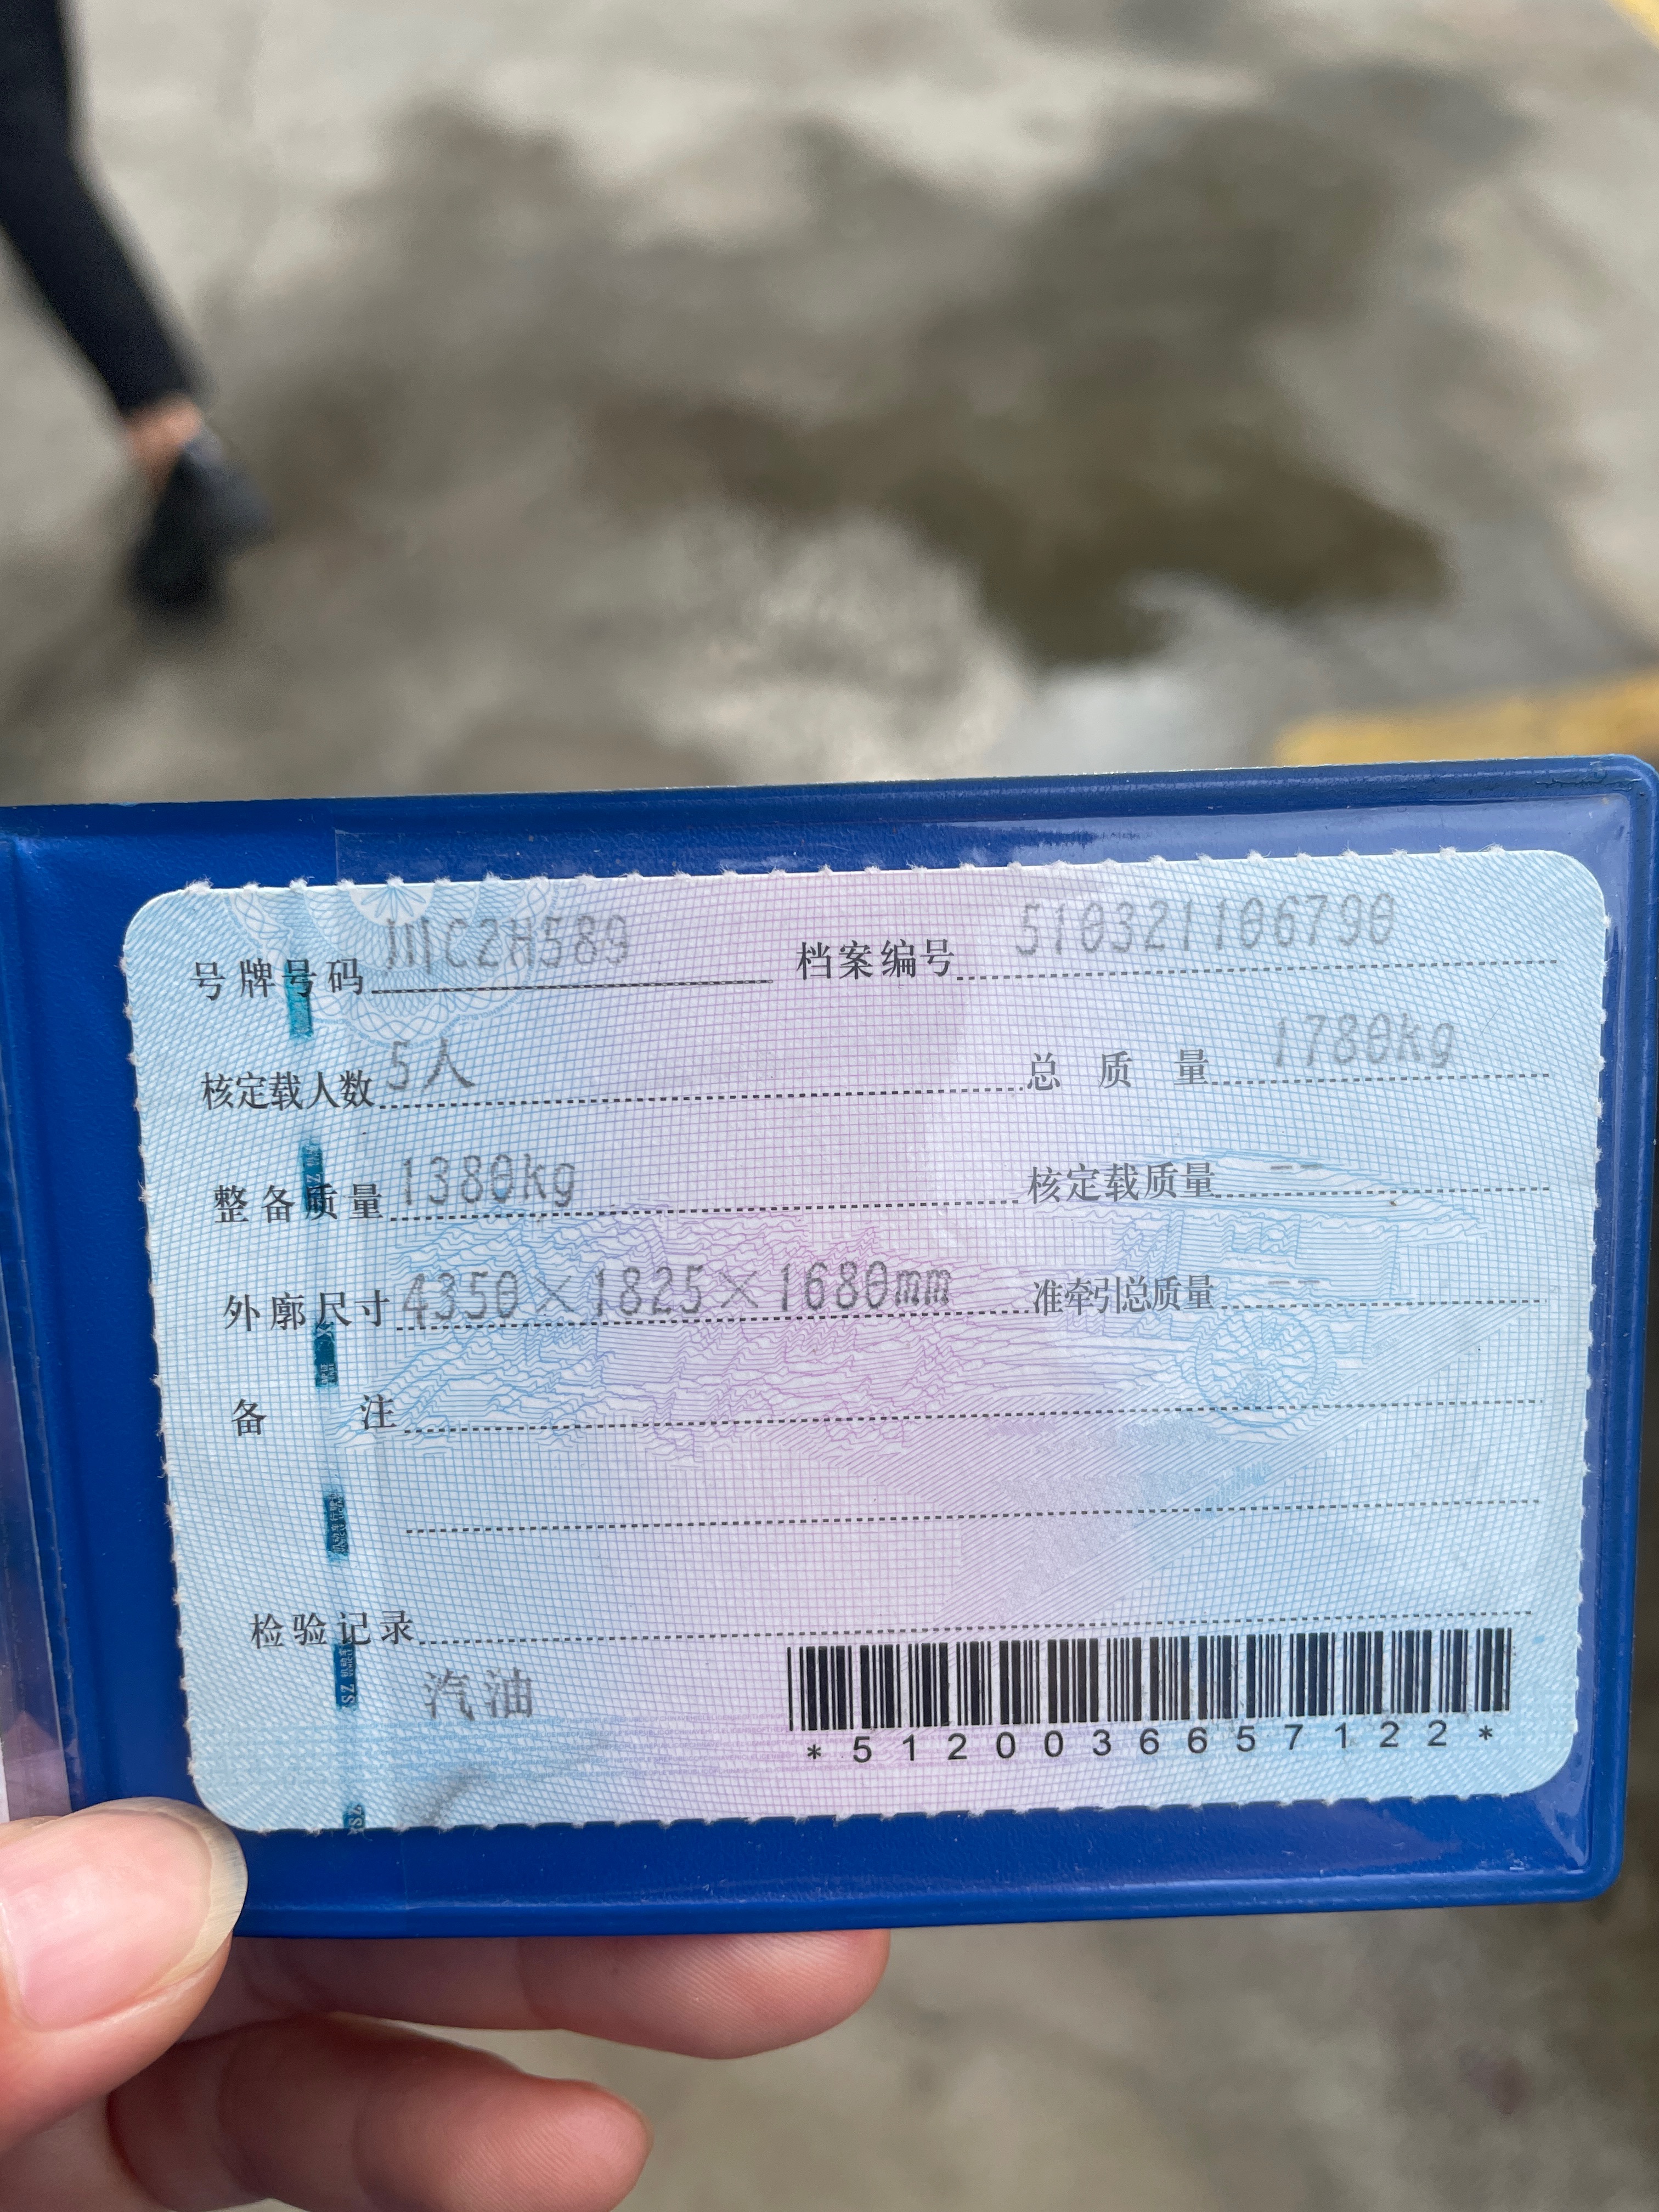 号牌号码 川C2H589 档案编号 510321106790
核定载人数 5人 总质量 1780kg
整备质量 1380kg 核定载质量 --
外廓尺寸 4350×1825×1680mm 准牵引总质量 --
备注
检验记录
汽油
*5120036657122*